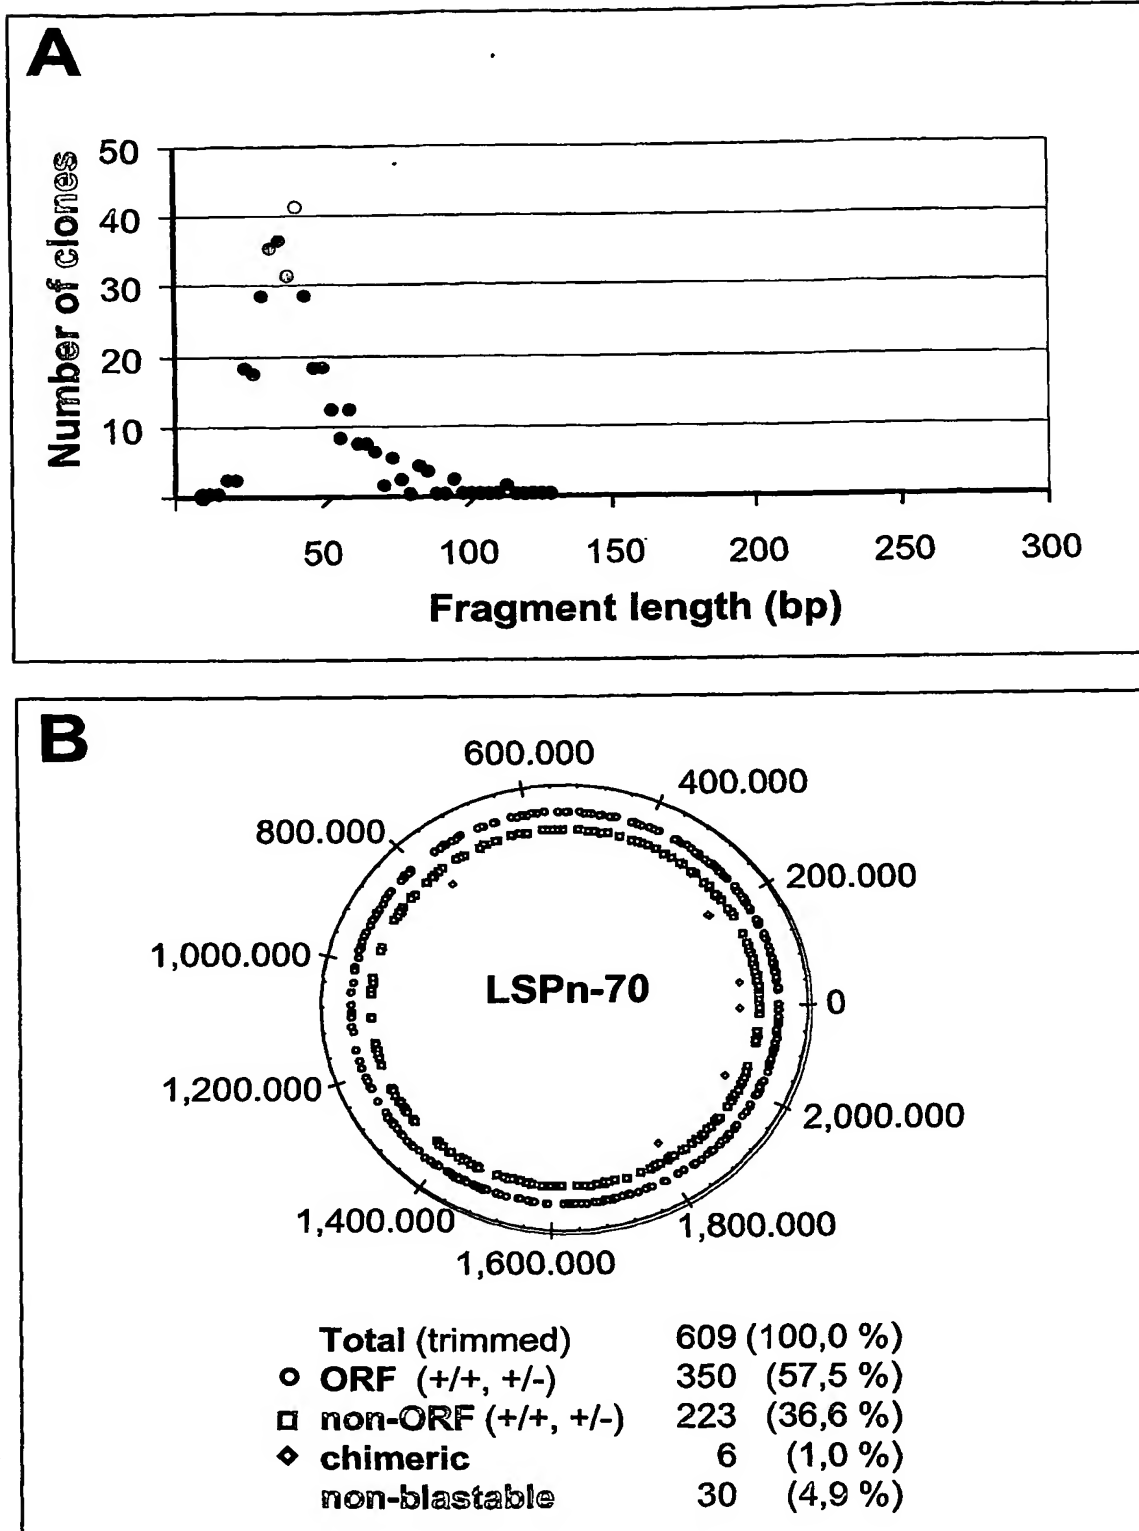 A
Number of clones
50
40
30
20
10
50 100 150 200 250 300
Fragment length (bp)
B
600.000
400.000
800.000
200.000
1,000.000
LSPn-70
0
1,200.000
2,000.000
1,400.000
1,800.000
1,600.000
Total (trimmed) 609 (100,0 %)
ORF (+/+, +/-) 350 (57,5 %)
non-ORF (+/+, +/-) 223 (36,6 %)
chimeric 6 (1,0 %)
non-blastable 30 (4,9 %)